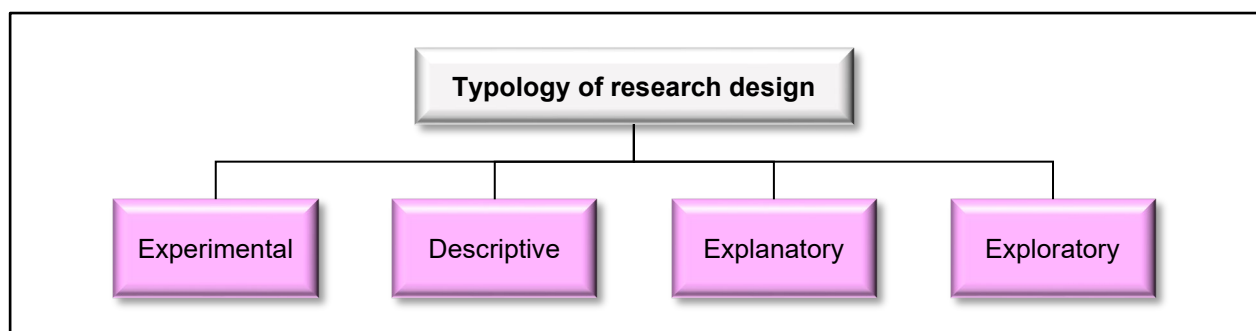 Typology of research design
Experimental
Descriptive
Explanatory
Exploratory